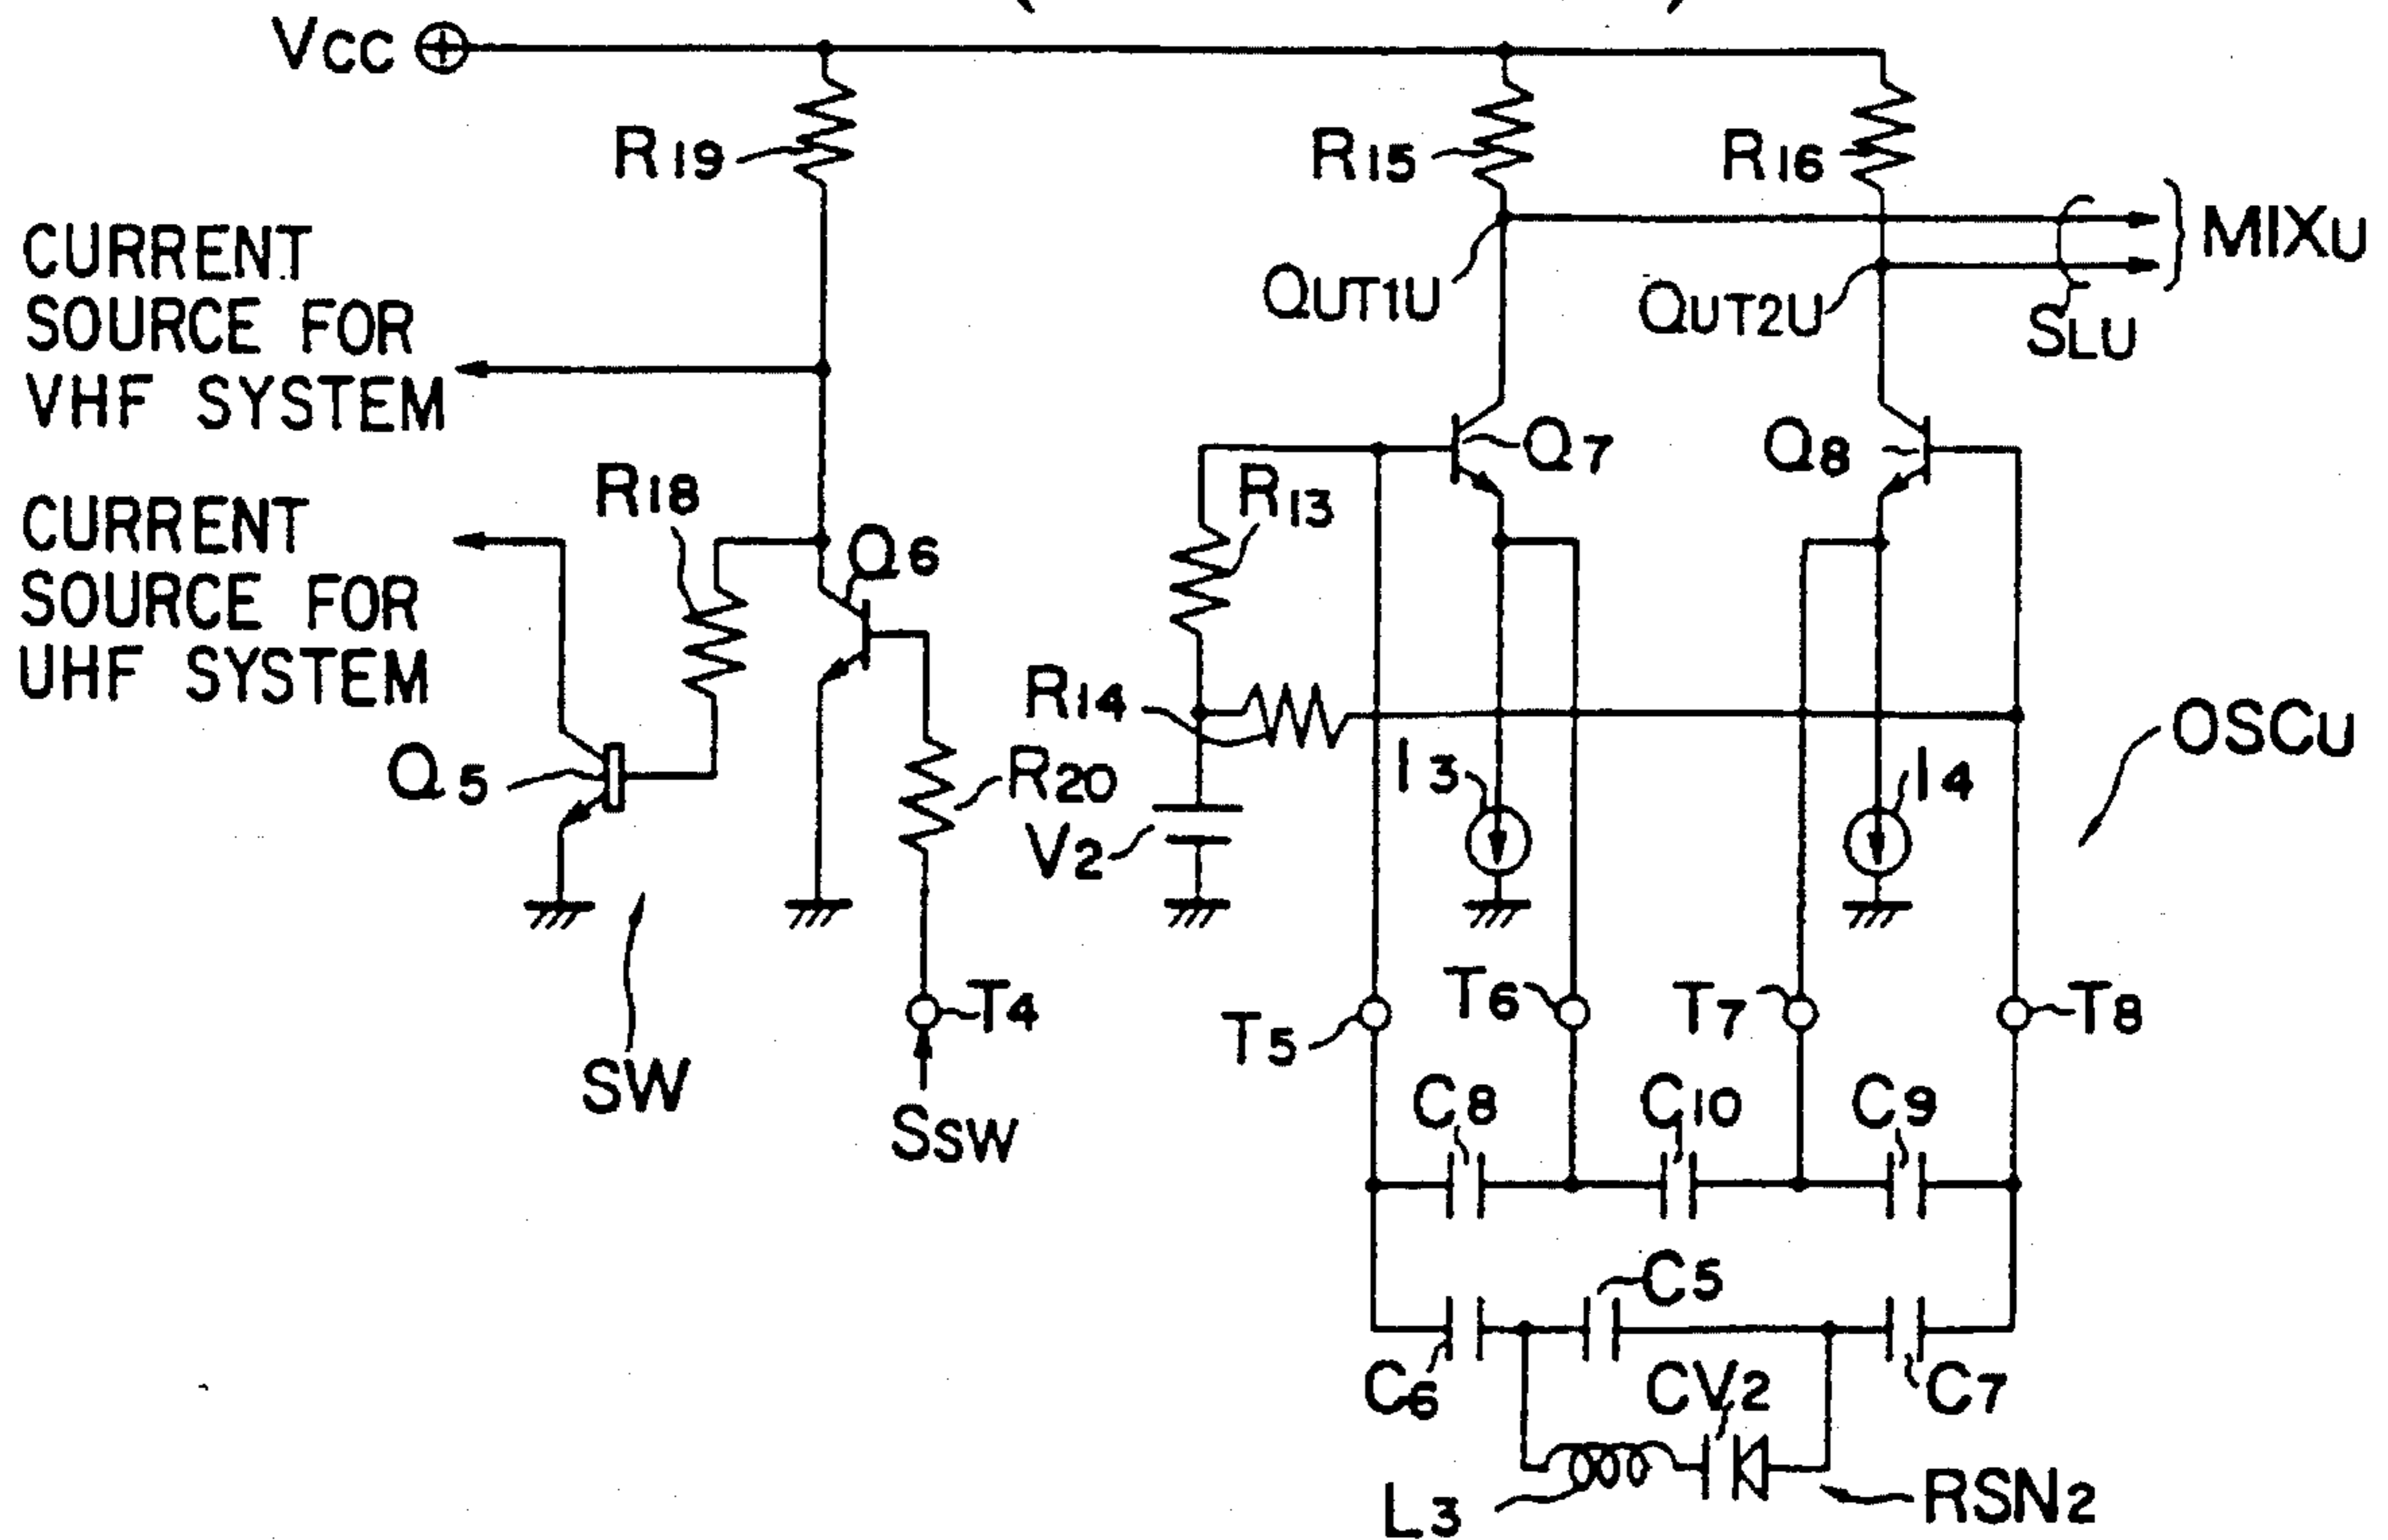 VCC
R19
R15
R16
CURRENT
SOURCE FOR
VHF SYSTEM
MIXU
QUT1U
QUT2U
SLU
Q7
Q8
R18
R13
CURRENT
SOURCE FOR
UHF SYSTEM
Q6
R14
OSCU
Q5
R20
I3
I4
V2
T4
T5
T6
T7
T8
SW
SSW
C8
C10
C9
C5
C6
CV2
C7
L3
RSN2